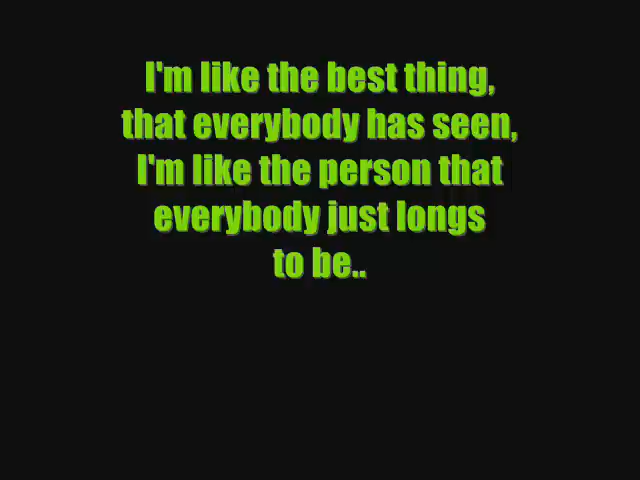 I'm like the best thing,
that everybody has seen,
I'm like the person that
everybody just longs
to be..